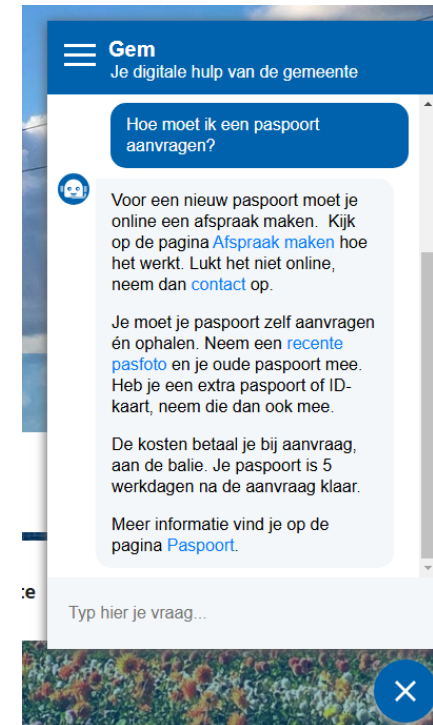 Gem
Je digitale hulp van de gemeente
Hoe moet ik een paspoort
aanvragen?
Voor een nieuw paspoort moet je
online een afspraak maken.  Kijk
op de pagina Afspraak maken hoe
het werkt. Lukt het niet online,
neem dan contact op.
Je moet je paspoort zelf aanvragen
én ophalen. Neem een recente
pasfoto en je oude paspoort mee.
Heb je een extra paspoort of ID-
kaart, neem die dan ook mee.
De kosten betaal je bij aanvraag,
aan de balie. Je paspoort is 5
werkdagen na de aanvraag klaar.
Meer informatie vind je op de
pagina Paspoort.
Typ hier je vraag...